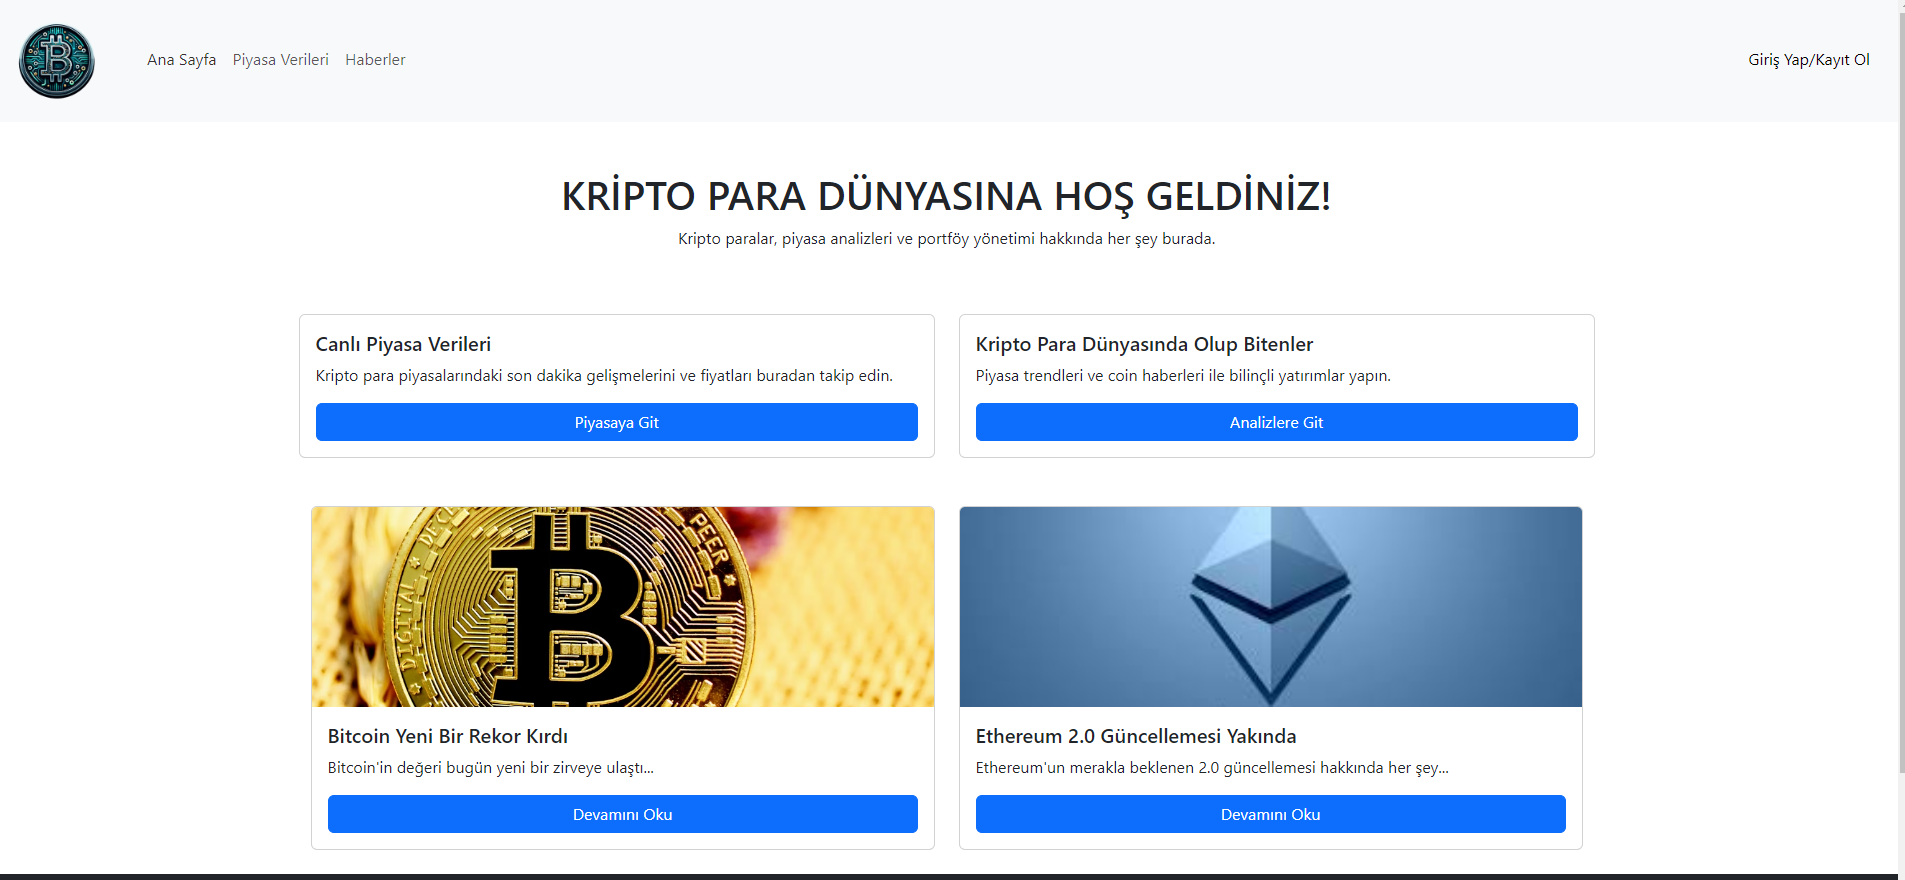 Ana Sayfa Piyasa Verileri Haberler Giriş Yap/Kayıt Ol
KRİPTO PARA DÜNYASINA HOŞ GELDİNİZ!
Kripto paralar, piyasa analizleri ve portföy yönetimi hakkında her şey burada.
Canlı Piyasa Verileri
Kripto para piyasalarındaki son dakika gelişmelerini ve fiyatları buradan takip edin.
Piyasaya Git
Kripto Para Dünyasında Olup Bitenler
Piyasa trendleri ve coin haberleri ile bilinçli yatırımlar yapın.
Analizlere Git
DIGITAL DEC
PEER
Bitcoin Yeni Bir Rekor Kırdı
Bitcoin'in değeri bugün yeni bir zirveye ulaştı...
Devamını Oku
Ethereum 2.0 Güncellemesi Yakında
Ethereum'un merakla beklenen 2.0 güncellemesi hakkında her şey...
Devamını Oku